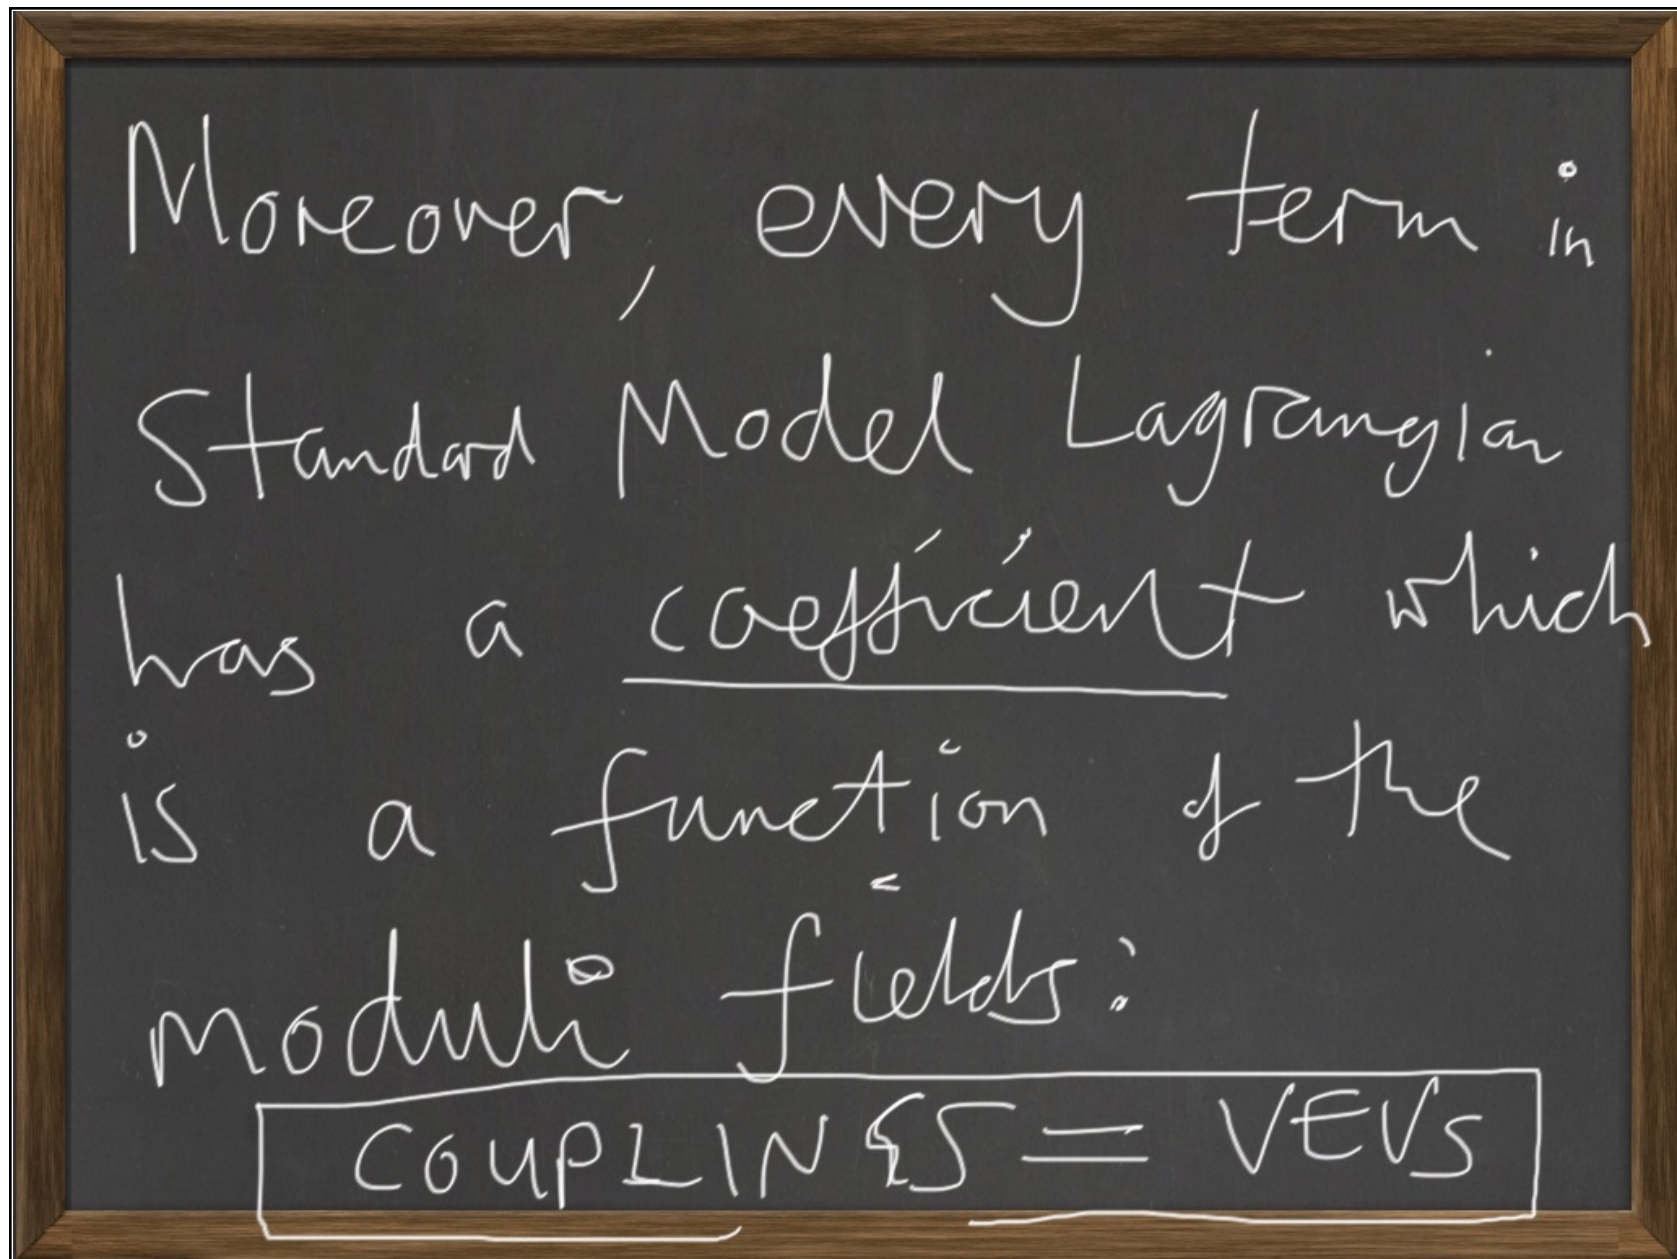 Moreover, every term in
Standard Model Lagrangian
has a coefficient which
is a function of the
moduli fields:
COUPLINGS = VEVS